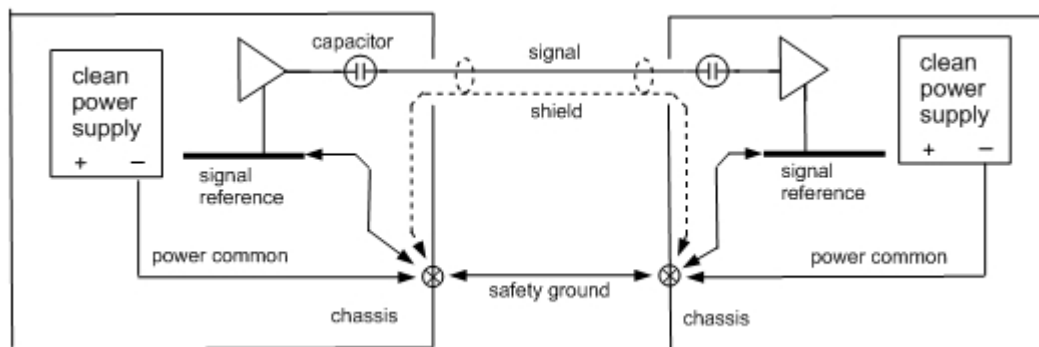 capacitor
signal
clean
power
supply
+ −
shield
clean
power
supply
+ −
signal
reference
signal
reference
power common
safety ground
power common
chassis
chassis